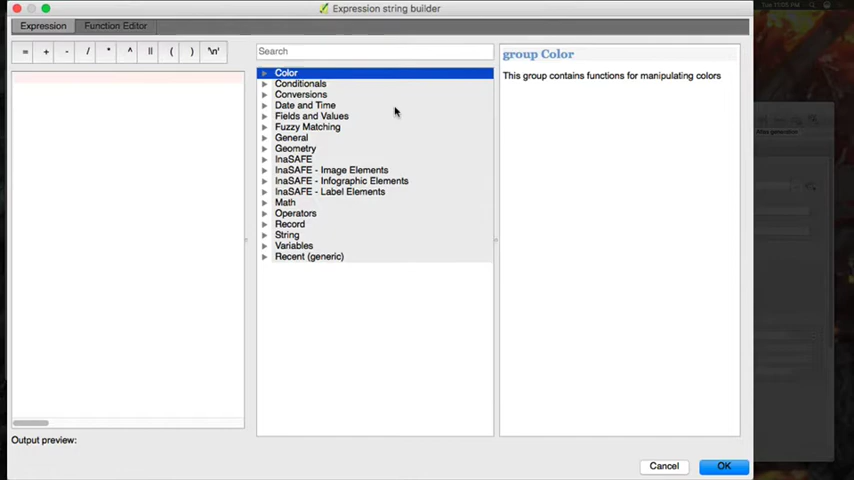 Expression string builder
Expression
Function Editor
= + - / * ^ || ( ) '\n'
Search
Color
Conditionals
Conversions
Date and Time
Fields and Values
Fuzzy Matching
General
Geometry
InaSAFE
InaSAFE - Image Elements
InaSAFE - Infographic Elements
InaSAFE - Label Elements
Math
Operators
Record
String
Variables
Recent (generic)
group Color
This group contains functions for manipulating colors
Output preview:
Cancel
OK
Atlas generation